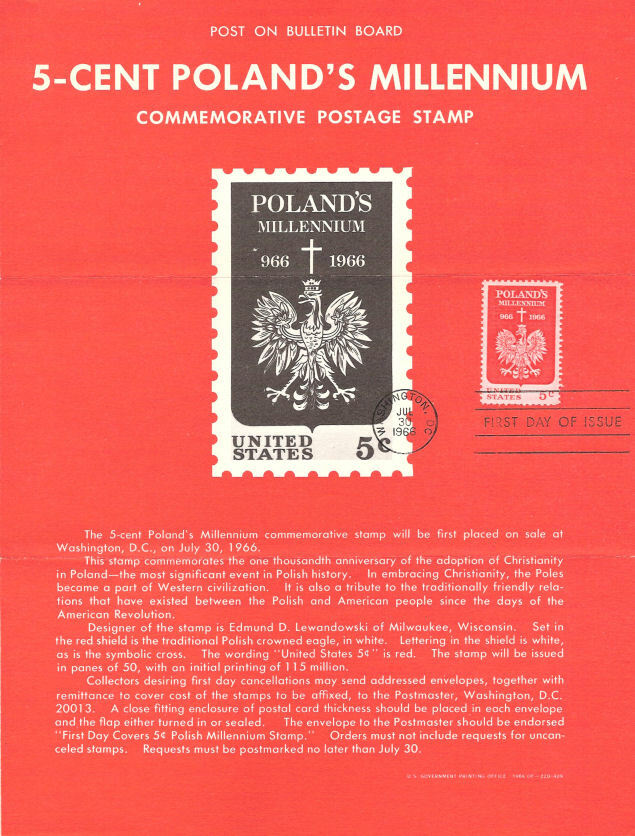 POST ON BULLETIN BOARD
5-CENT POLAND'S MILLENNIUM
COMMEMORATIVE POSTAGE STAMP
POLAND'S
MILLENNIUM
966 1966
UNITED
STATES 5¢
POLAND'S
MILLENNIUM
966 1966
UNITED
STATES 5¢
WASHINGTON, DC
JUL
30
1966
FIRST DAY OF ISSUE
The 5-cent Poland's Millennium commemorative stamp will be first placed on sale at
Washington, D.C., on July 30, 1966.
This stamp commemorates the one thousandth anniversary of the adoption of Christianity
in Poland—the most significant event in Polish history. In embracing Christianity, the Poles
became a part of Western civilization. It is also a tribute to the traditionally friendly rela-
tions that have existed between the Polish and American people since the days of the
American Revolution.
Designer of the stamp is Edmund D. Lewandowski of Milwaukee, Wisconsin. Set in
the red shield is the traditional Polish crowned eagle, in white. Lettering in the shield is white,
as is the symbolic cross. The wording "United States 5¢" is red. The stamp will be issued
in panes of 50, with an initial printing of 115 million.
Collectors desiring first day cancellations may send addressed envelopes, together with
remittance to cover cost of the stamps to be affixed, to the Postmaster, Washington, D.C.
20013. A close fitting enclosure of postal card thickness should be placed in each envelope
and the flap either turned in or sealed. The envelope to the Postmaster should be endorsed
"First Day Covers 5¢ Polish Millennium Stamp." Orders must not include requests for uncan-
celed stamps. Requests must be postmarked no later than July 30.
U.S. GOVERNMENT PRINTING OFFICE : 1966 OF—220-429